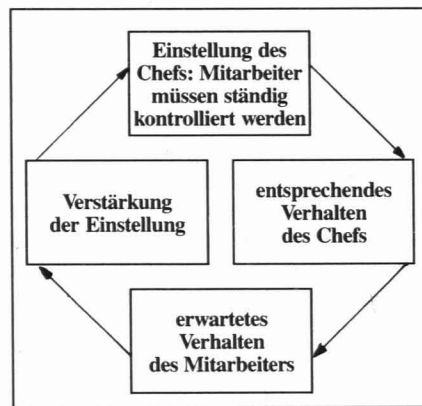 Einstellung des
Chefs: Mitarbeiter
müssen ständig
kontrolliert werden
entsprechendes
Verhalten
des Chefs
erwartetes
Verhalten
des Mitarbeiters
Verstärkung
der Einstellung